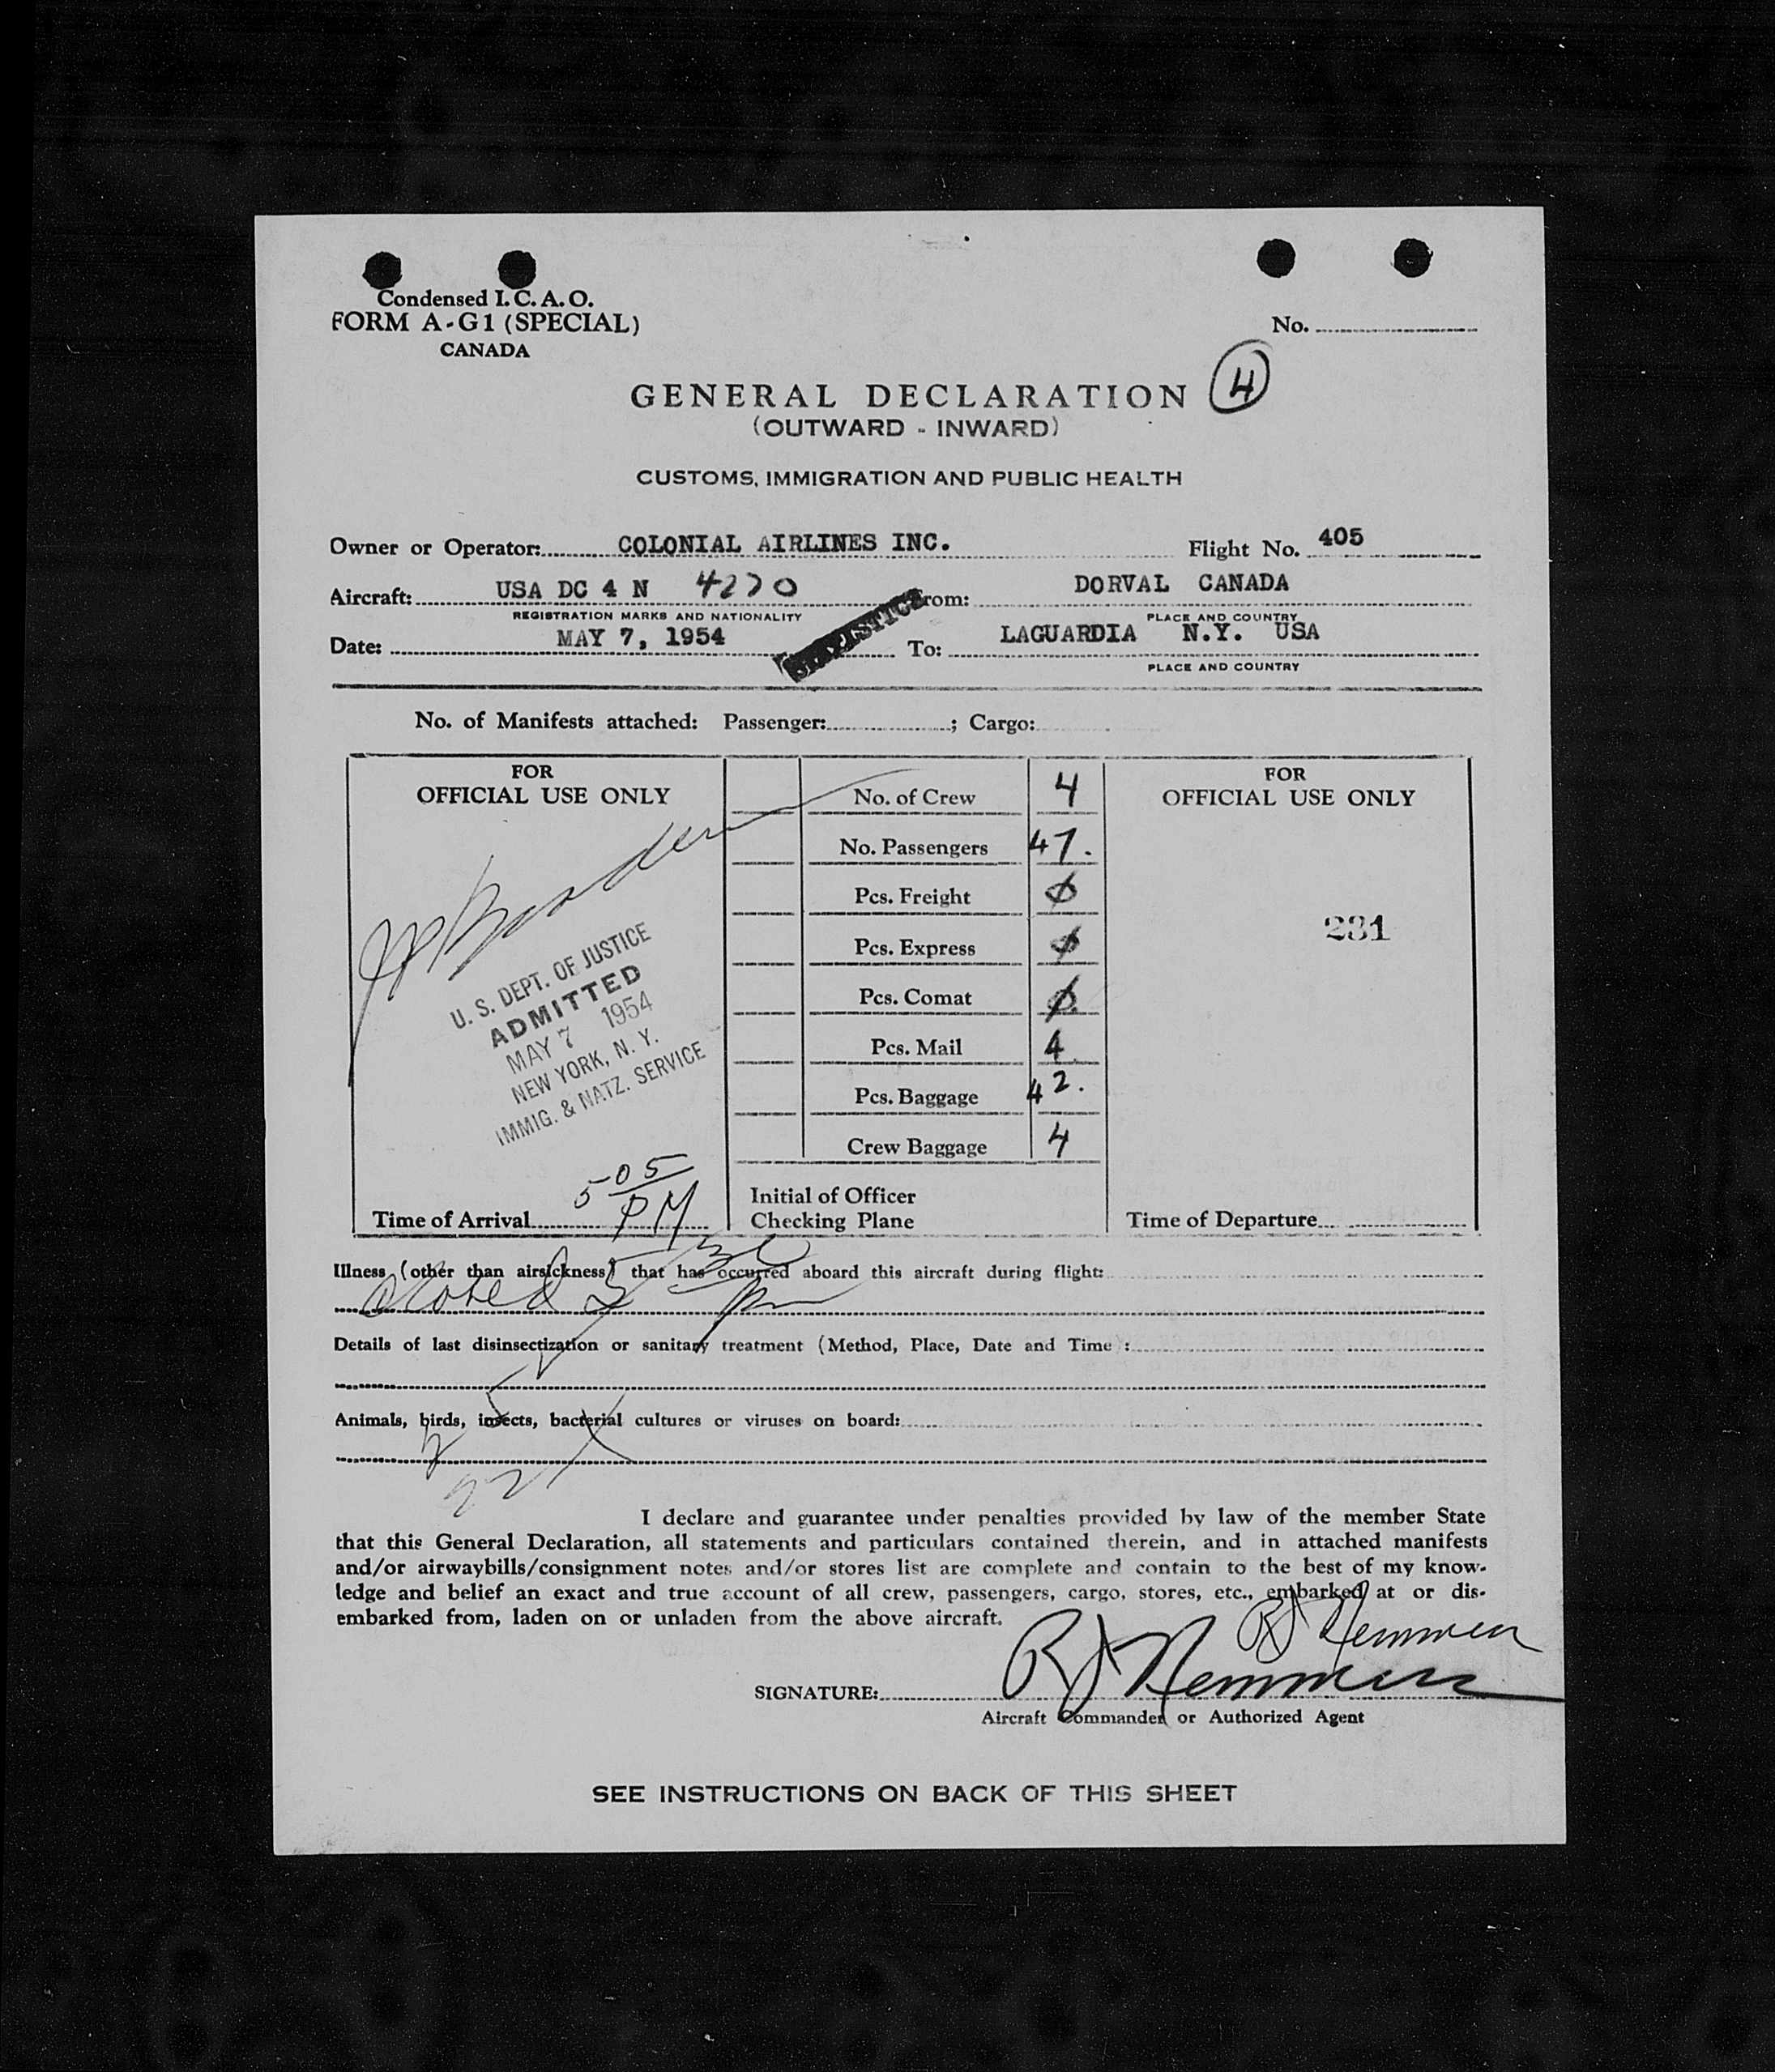 Condensed I.C.A.O.
FORM A-G1 (SPECIAL)
CANADA
No.
GENERAL DECLARATION 4
(OUTWARD - INWARD)
CUSTOMS, IMMIGRATION AND PUBLIC HEALTH
Owner or Operator: COLONIAL AIRLINES INC. Flight No. 405
Aircraft: USA DC 4 N 4270 From: DORVAL CANADA
REGISTRATION MARKS AND NATIONALITY PLACE AND COUNTRY
Date: MAY 7, 1954 To: LAGUARDIA N.Y. USA
PLACE AND COUNTRY
STATISTICS
No. of Manifests attached: Passenger: ; Cargo:
FOR
OFFICIAL USE ONLY
U. S. DEPT. OF JUSTICE
ADMITTED
MAY 7 1954
NEW YORK, N. Y.
IMMIG. & NATZ. SERVICE
Time of Arrival 5 05 PM
No. of Crew 4
No. Passengers 47.
Pcs. Freight Ø
Pcs. Express Ø
Pcs. Comat Ø
Pcs. Mail 4
Pcs. Baggage 42.
Crew Baggage 4
Initial of Officer
Checking Plane
FOR
OFFICIAL USE ONLY
231
Time of Departure
Illness (other than airsickness) that has occurred aboard this aircraft during flight:
Details of last disinsectization or sanitary treatment (Method, Place, Date and Time) :
Animals, birds, insects, bacterial cultures or viruses on board:
I declare and guarantee under penalties provided by law of the member State
that this General Declaration, all statements and particulars contained therein, and in attached manifests
and/or airwaybills/consignment notes and/or stores list are complete and contain to the best of my know-
ledge and belief an exact and true account of all crew, passengers, cargo, stores, etc., embarked at or dis-
embarked from, laden on or unladen from the above aircraft.
SIGNATURE:
Aircraft Commander or Authorized Agent
SEE INSTRUCTIONS ON BACK OF THIS SHEET